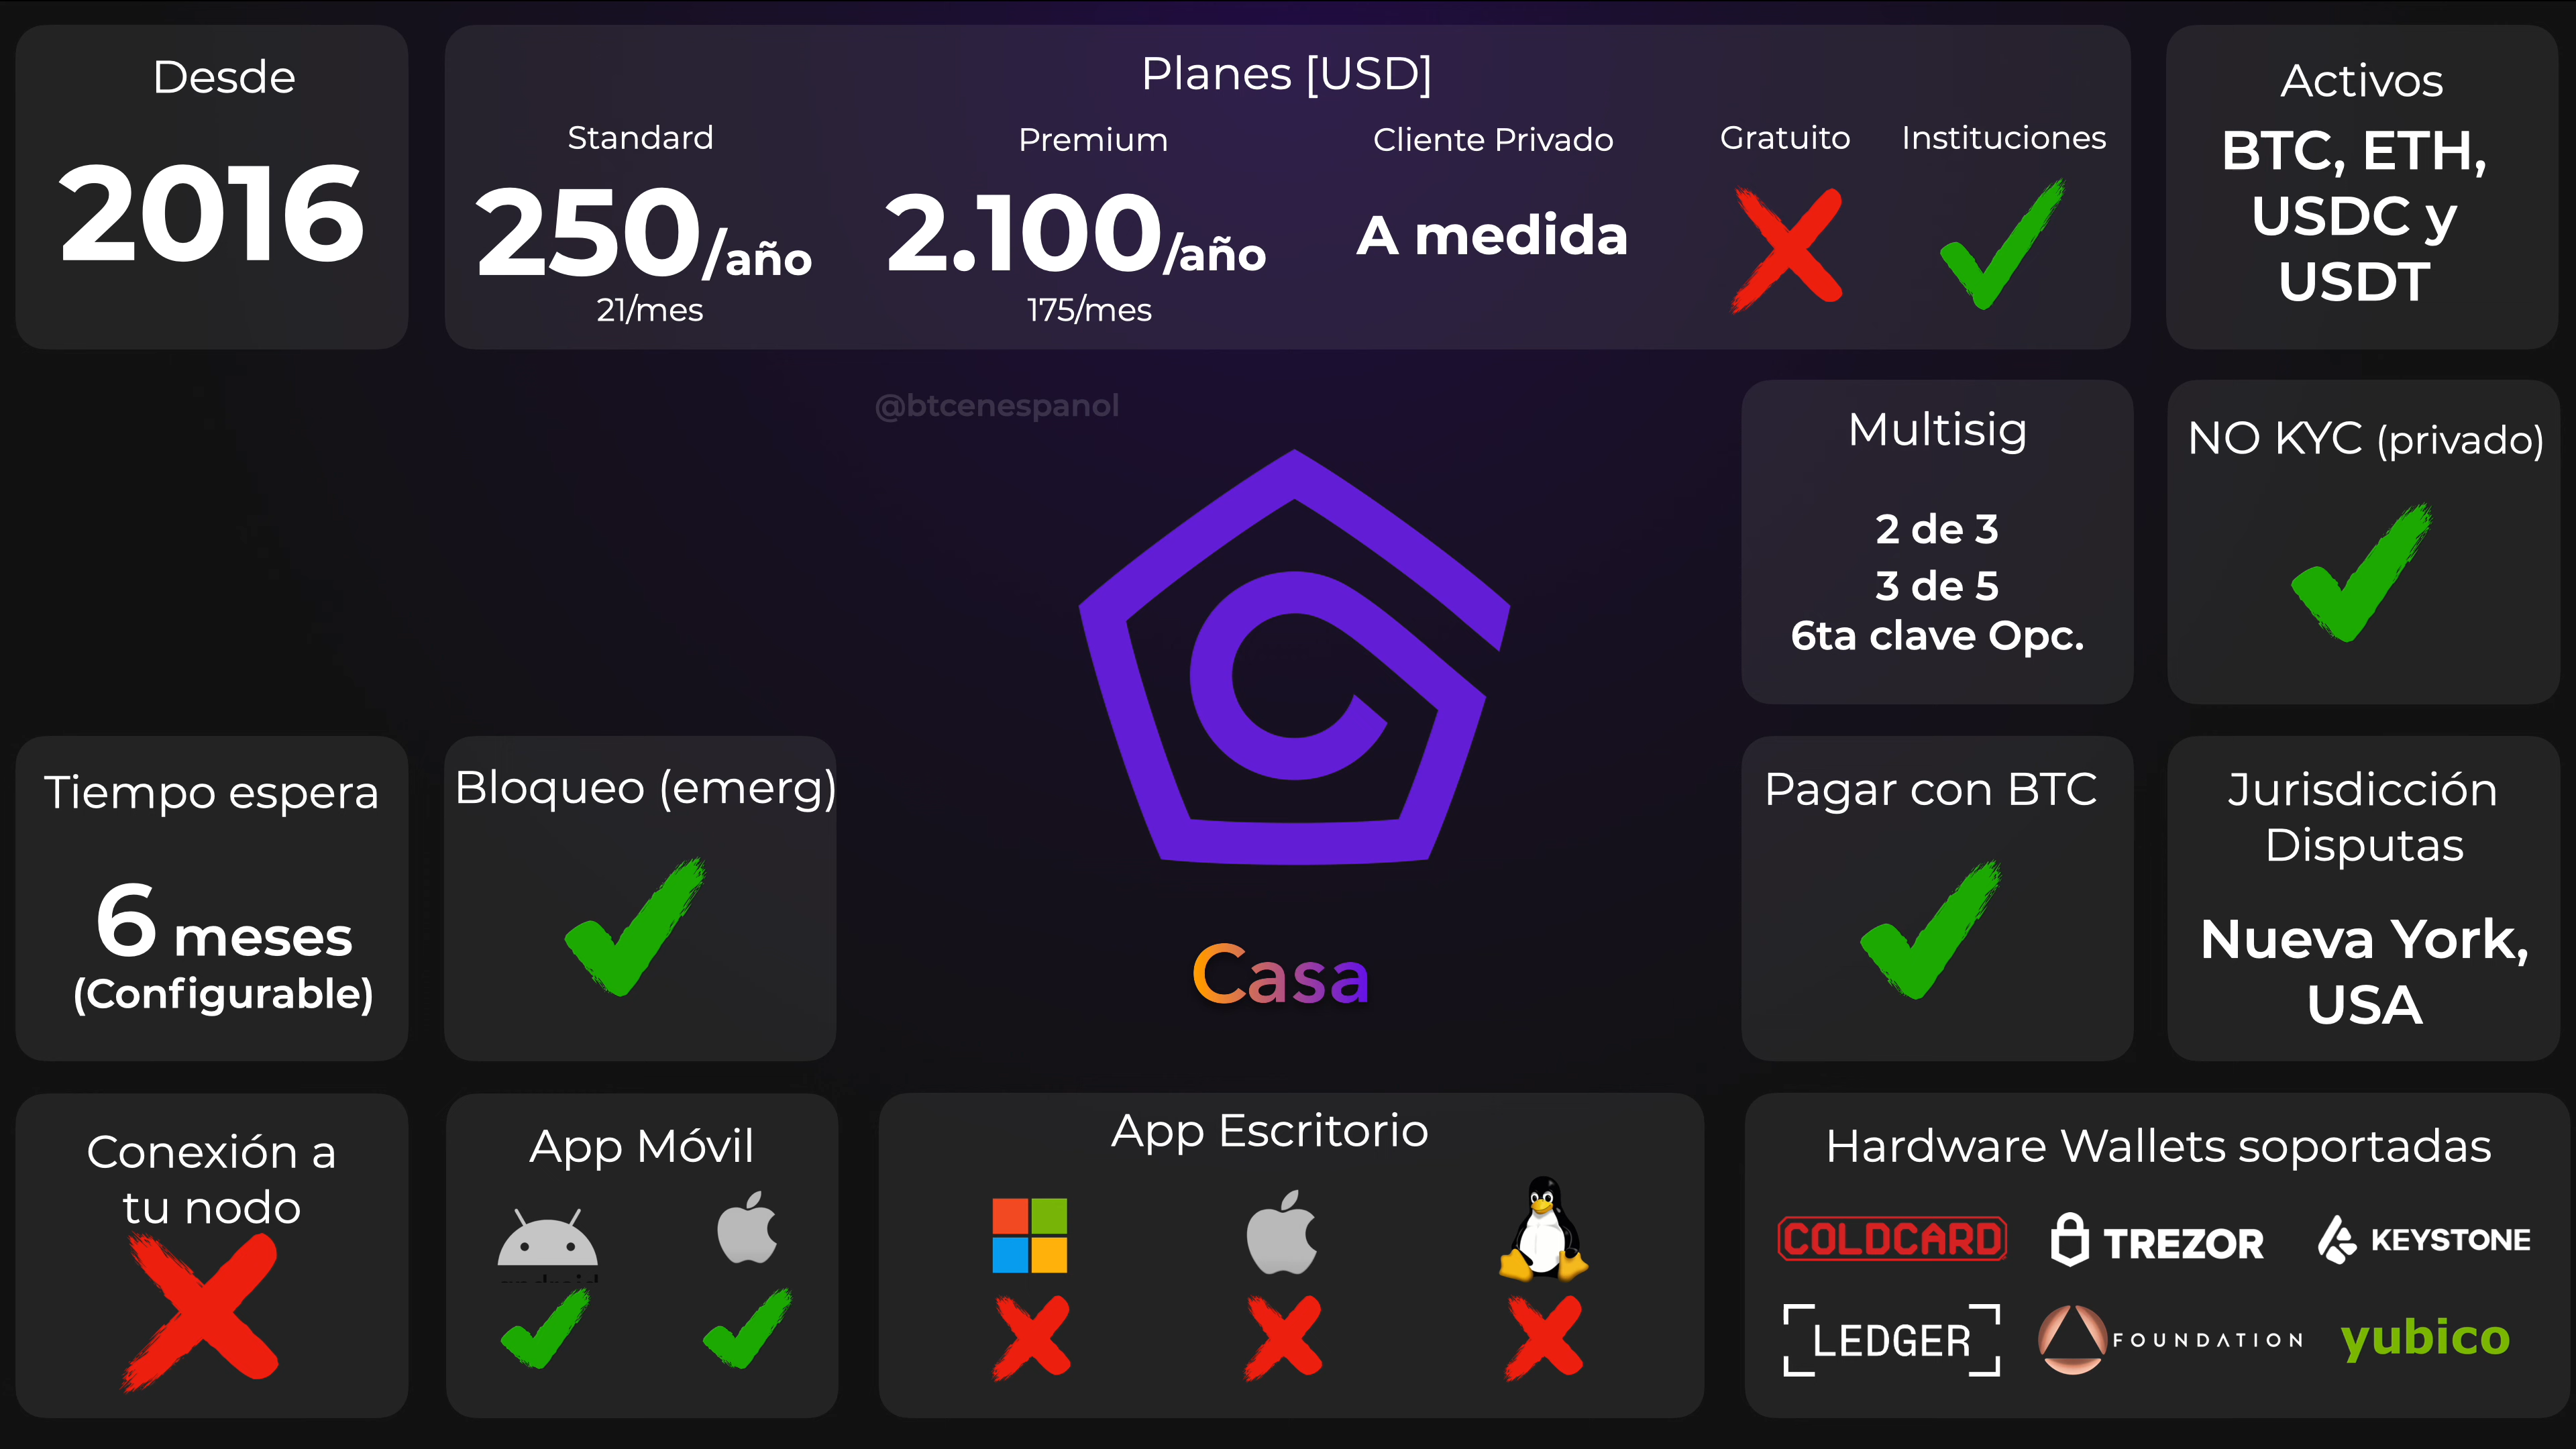 Desde
2016
Planes [USD]
Standard
250/año
21/mes
Premium
2.100/año
175/mes
Cliente Privado
A medida
Gratuito
Instituciones
Activos
BTC, ETH,
USDC y
USDT
@btcenespanol
Multisig
2 de 3
3 de 5
6ta clave Opc.
NO KYC (privado)
Tiempo espera
6 meses
(Configurable)
Bloqueo (emerg)
Casa
Pagar con BTC
Jurisdicción
Disputas
Nueva York,
USA
Conexión a
tu nodo
App Móvil
App Escritorio
Hardware Wallets soportadas
COLDCARD
TREZOR
KEYSTONE
LEDGER
FOUNDATION
yubico